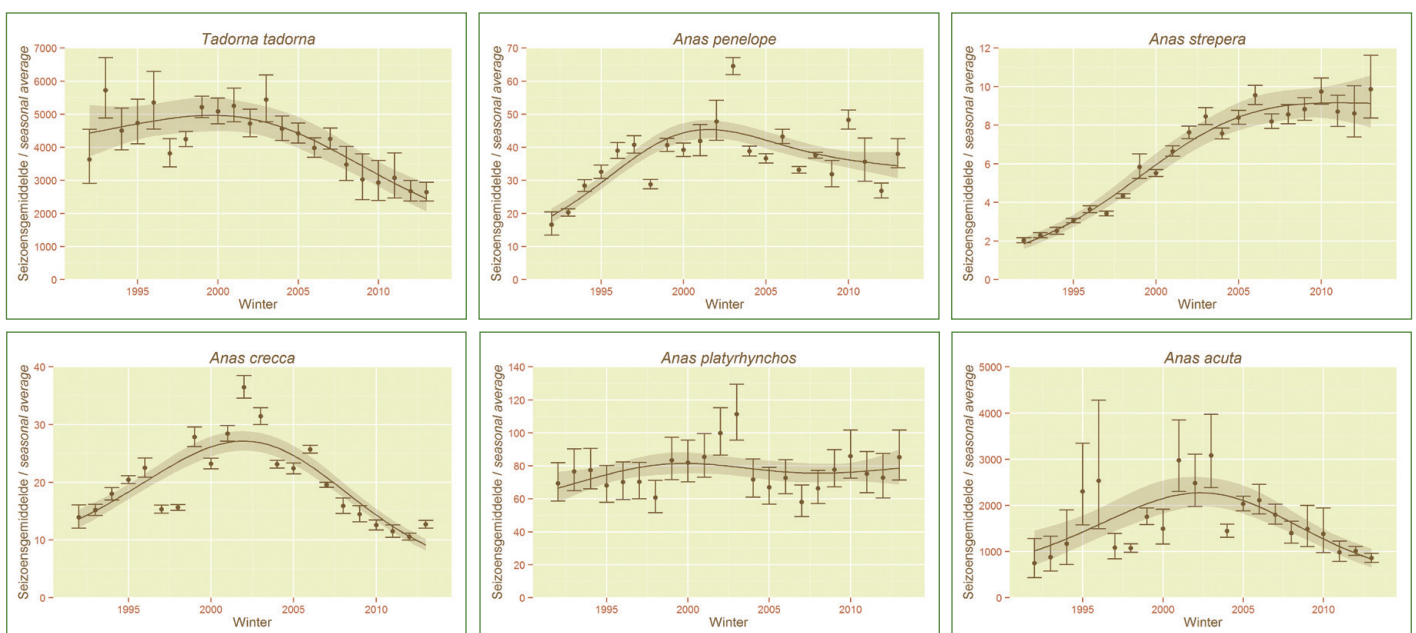 Tadorna tadorna
Seizoensgemiddelde / seasonal average
7000
6000
5000
4000
3000
2000
1000
0
1995 2000 2005 2010
Winter
Anas penelope
Seizoensgemiddelde / seasonal average
70
60
50
40
30
20
10
0
1995 2000 2005 2010
Winter
Anas strepera
Seizoensgemiddelde / seasonal average
12
10
8
6
4
2
0
1995 2000 2005 2010
Winter
Anas crecca
Seizoensgemiddelde / seasonal average
40
30
20
10
0
1995 2000 2005 2010
Winter
Anas platyrhynchos
Seizoensgemiddelde / seasonal average
140
120
100
80
60
40
20
0
1995 2000 2005 2010
Winter
Anas acuta
Seizoensgemiddelde / seasonal average
5000
4000
3000
2000
1000
0
1995 2000 2005 2010
Winter